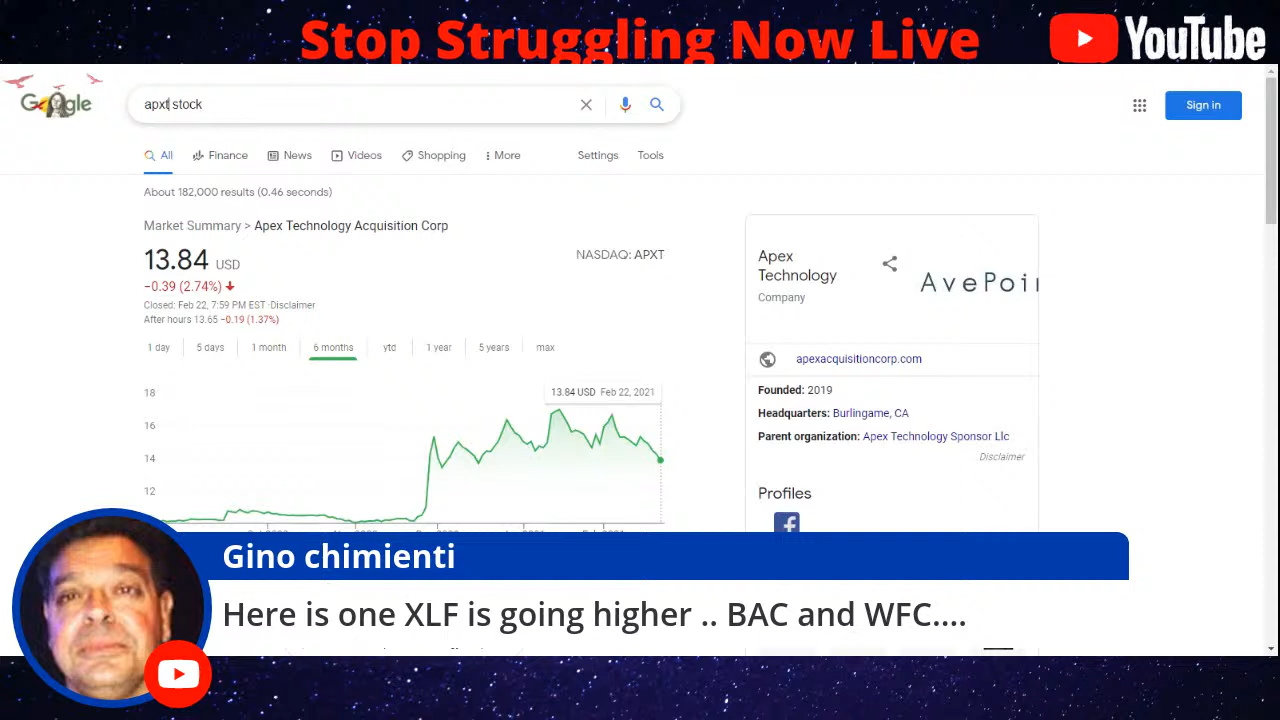 Stop Struggling Now Live
YouTube
Google
apxt stock
Sign in
All
Finance
News
Videos
Shopping
More
Settings
Tools
About 182,000 results (0.46 seconds)
Market Summary > Apex Technology Acquisition Corp
13.84 USD
NASDAQ: APXT
−0.39 (2.74%)
Closed: Feb 22, 7:59 PM EST · Disclaimer
After hours 13.65 −0.19 (1.37%)
1 day
5 days
1 month
6 months
ytd
1 year
5 years
max
13.84 USD Feb 22, 2021
18
16
14
12
Apex
Technology
Company
AvePoin
apexacquisitioncorp.com
Founded: 2019
Headquarters: Burlingame, CA
Parent organization: Apex Technology Sponsor Llc
Disclaimer
Profiles
Gino chimienti
Here is one XLF is going higher .. BAC and WFC....